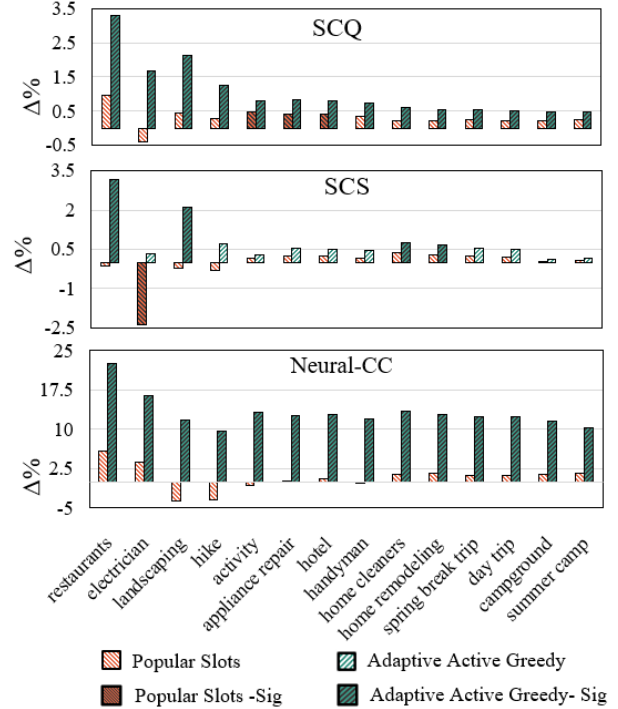 SCQ
Δ%
3.5
2.5
1.5
0.5
-0.5
SCS
Δ%
3.5
2
0.5
-1
-2.5
Neural-CC
Δ%
25
17.5
10
2.5
-5
restaurants
electrician
landscaping
hike
activity
appliance repair
hotel
handyman
home cleaners
home remodeling
spring break trip
day trip
campground
summer camp
Popular Slots
Adaptive Active Greedy
Popular Slots -Sig
Adaptive Active Greedy- Sig